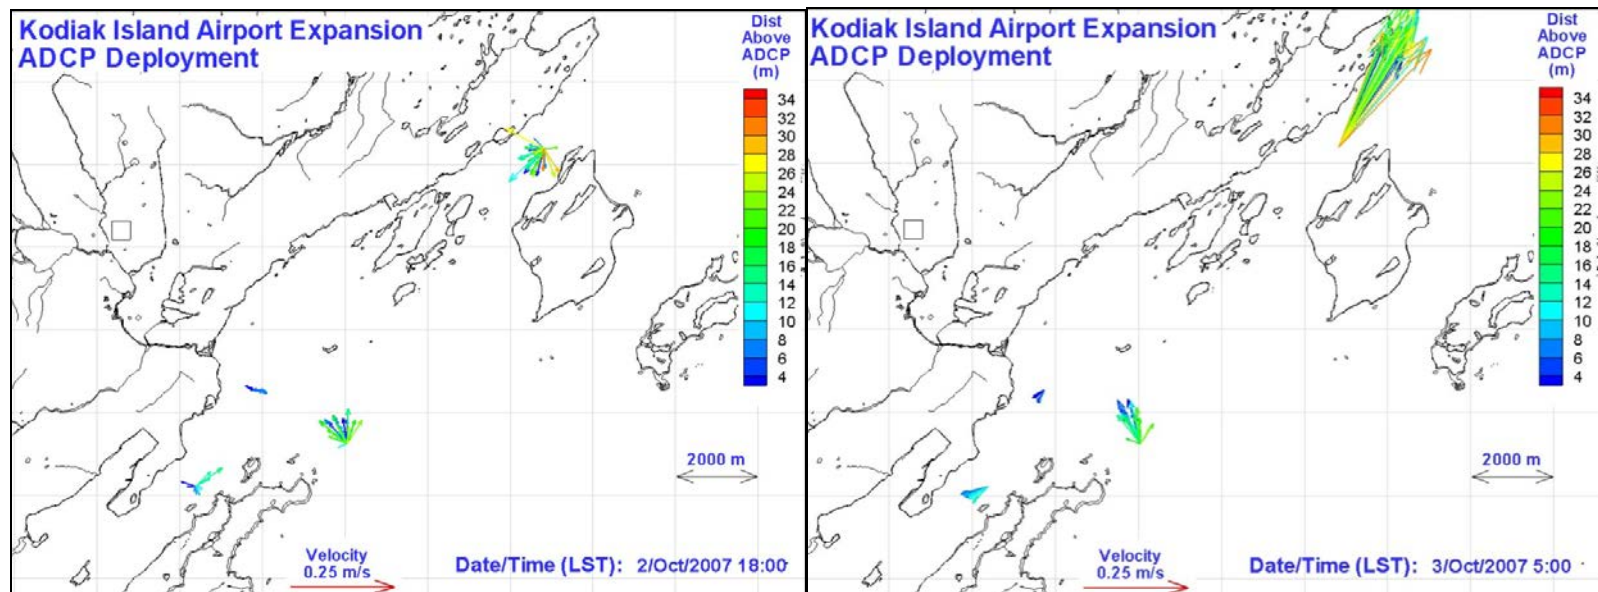 Kodiak Island Airport Expansion
ADCP Deployment
Dist
Above
ADCP
(m)
34
32
30
28
26
24
22
20
18
16
14
12
10
8
6
4
2000 m
Velocity
0.25 m/s
Date/Time (LST): 2/Oct/2007 18:00
Kodiak Island Airport Expansion
ADCP Deployment
Dist
Above
ADCP
(m)
34
32
30
28
26
24
22
20
18
16
14
12
10
8
6
4
2000 m
Velocity
0.25 m/s
Date/Time (LST): 3/Oct/2007 5:00